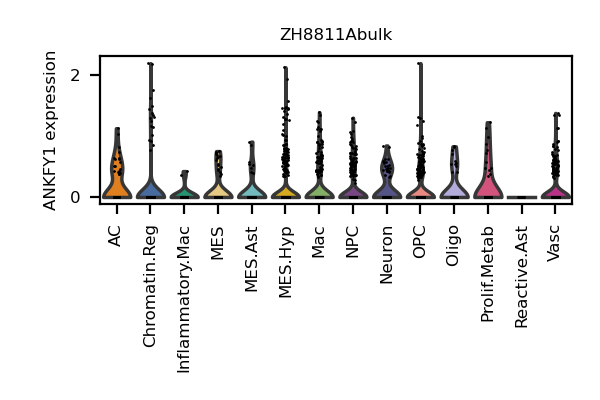 ZH8811Abulk
ANKFY1 expression
2
0
AC
Chromatin.Reg
Inflammatory.Mac
MES
MES.Ast
MES.Hyp
Mac
NPC
Neuron
OPC
Oligo
Prolif.Metab
Reactive.Ast
Vasc